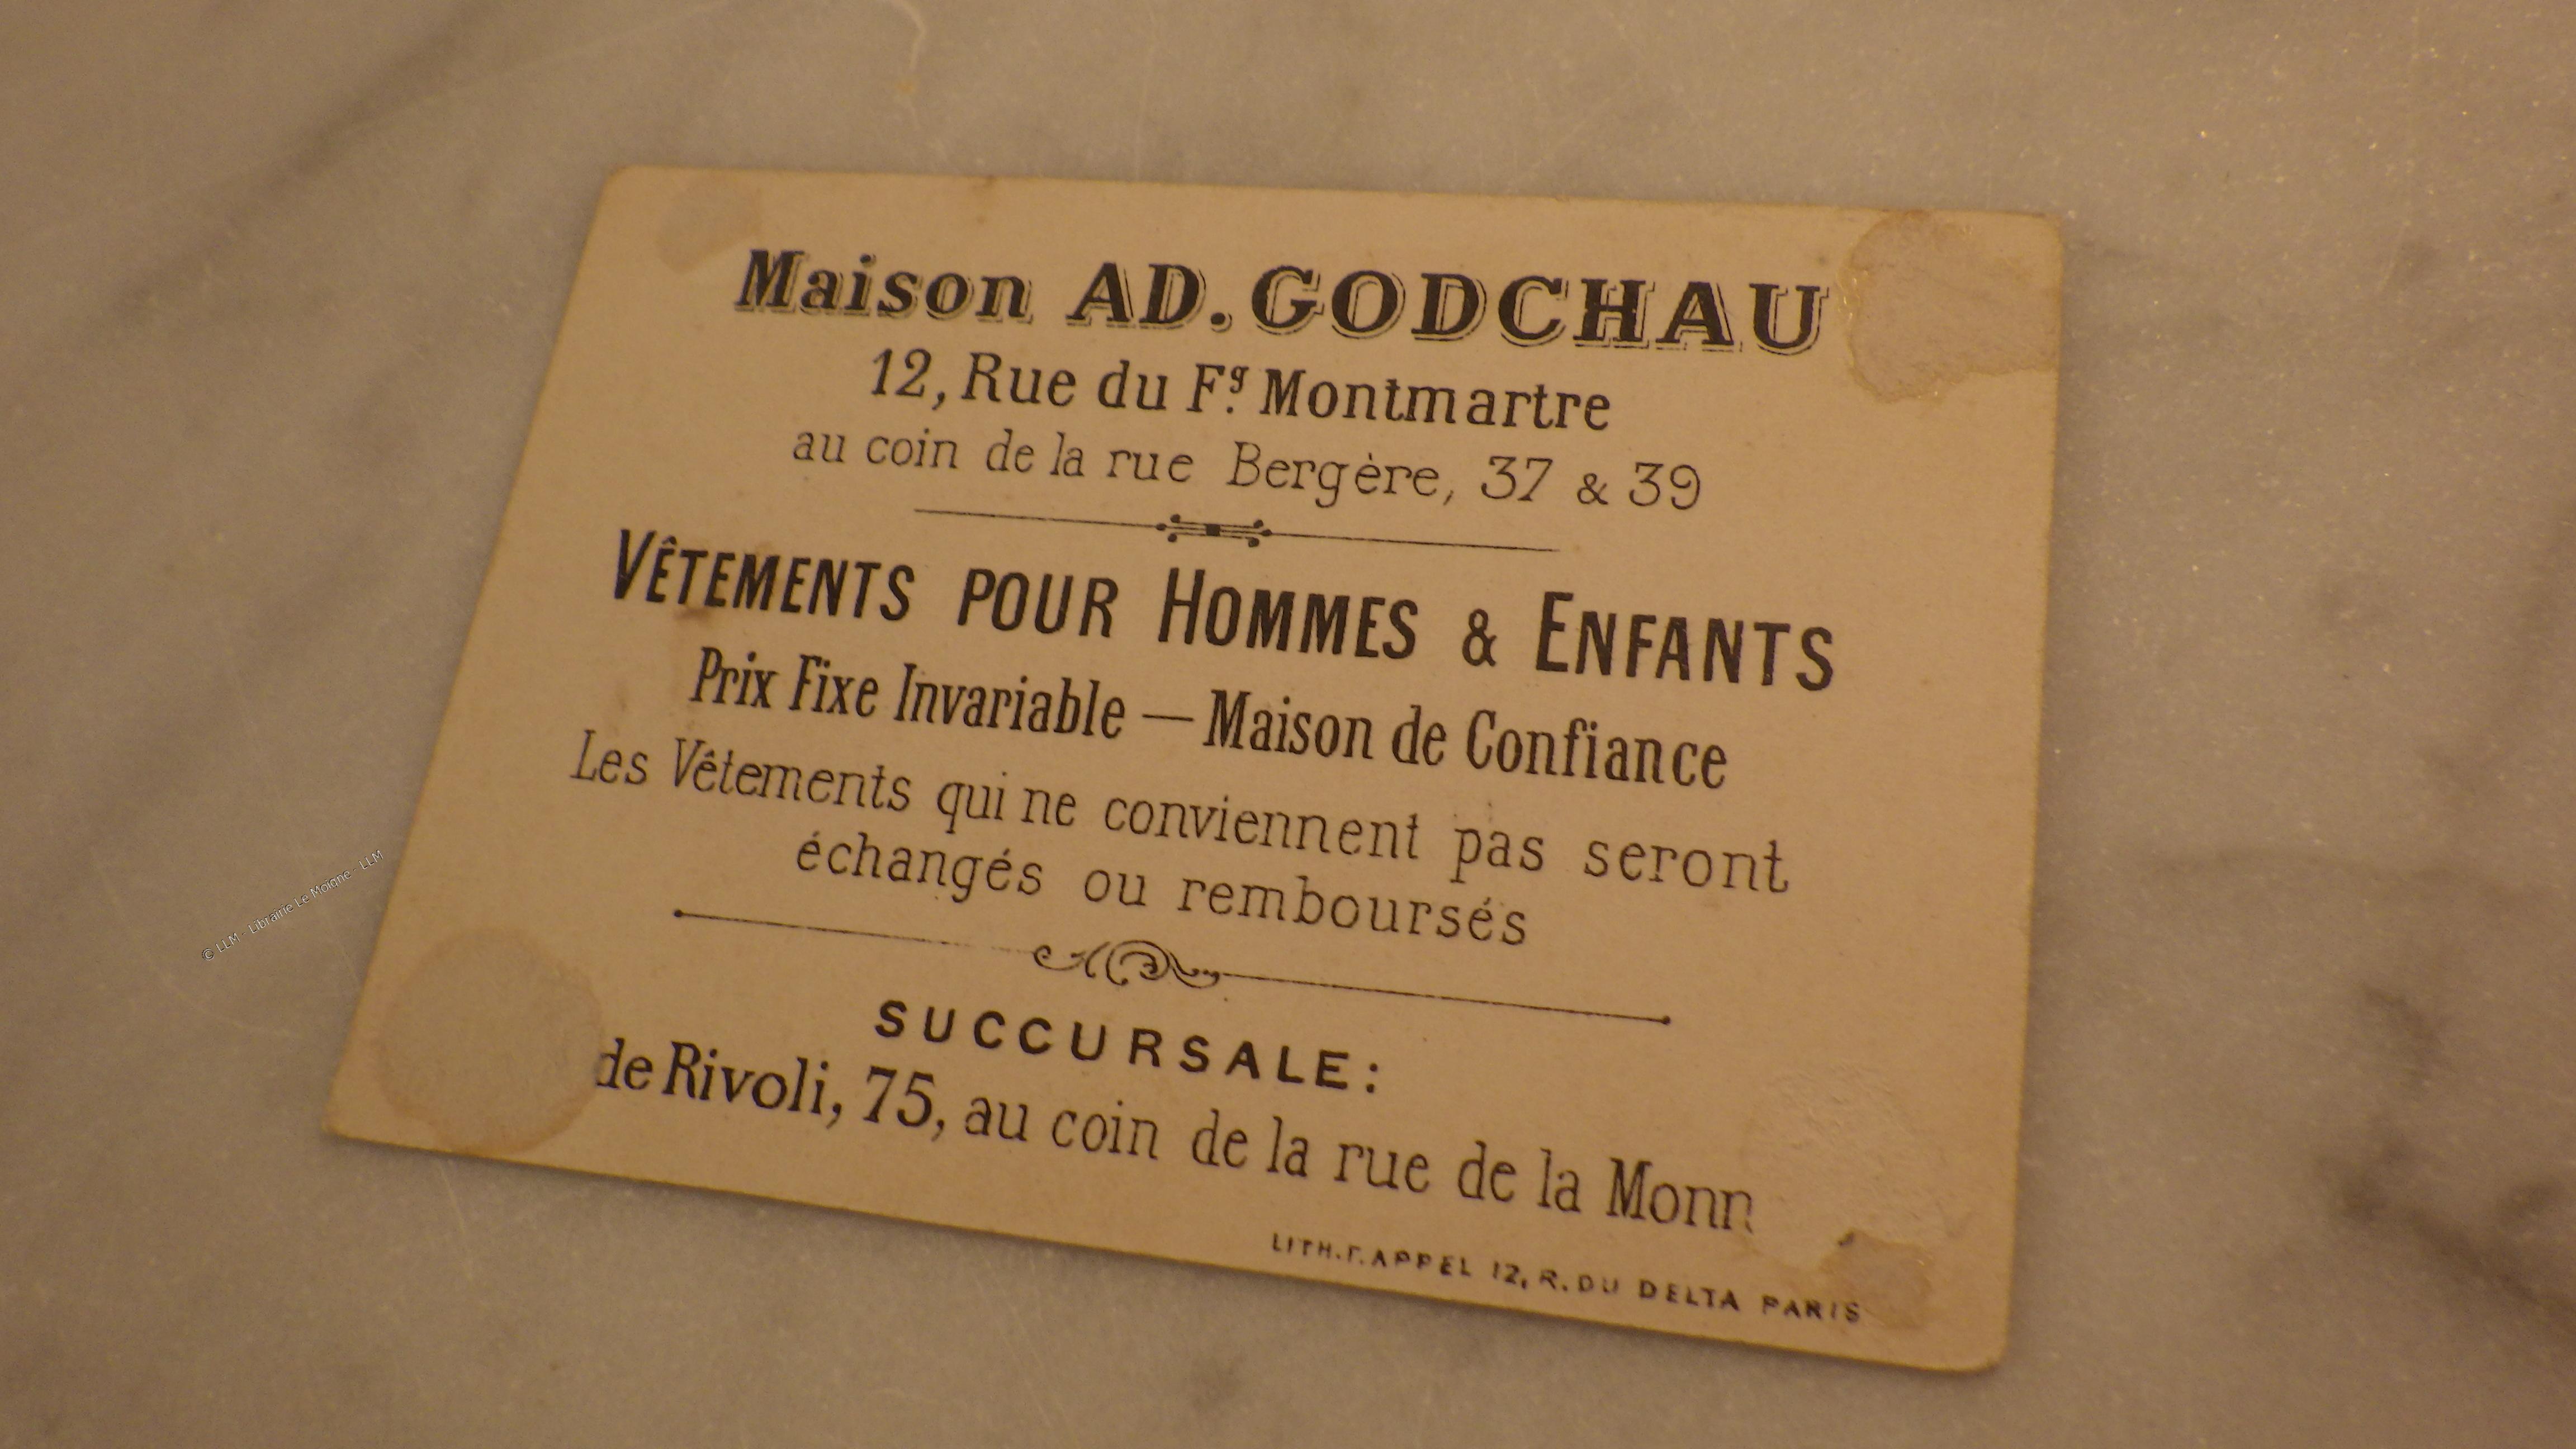 Maison AD. GODCHAU
12, Rue du Fg. Montmartre
au coin de la rue Bergère, 37 & 39
VÊTEMENTS POUR HOMMES & ENFANTS
Prix Fixe Invariable — Maison de Confiance
Les Vêtements qui ne conviennent pas seront
échangés ou remboursés
SUCCURSALE:
de Rivoli, 75, au coin de la rue de la Monn
LITH. F. APPEL 12, R. DU DELTA PARIS
© LLM - Librairie Le Moigne - LLM